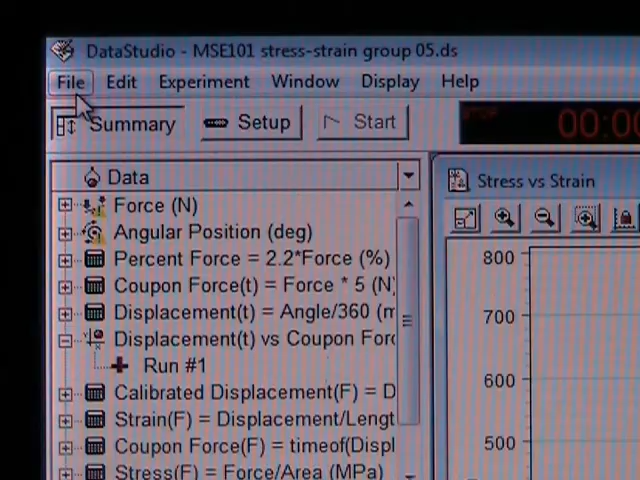 DataStudio - MSE101 stress-strain group 05.ds
File Edit Experiment Window Display Help
Summary Setup Start 00:0
Data
Stress vs Strain
Force (N)
Angular Position (deg)
Percent Force = 2.2*Force (%)
Coupon Force(t) = Force * 5 (N)
Displacement(t) = Angle/360 (m
Displacement(t) vs Coupon Forc
Run #1
Calibrated Displacement(F) = D
Strain(F) = Displacement/Lengt
Coupon Force(F) = timeof(Displ
Stress(F) = Force/Area (MPa)
800
700
600
500